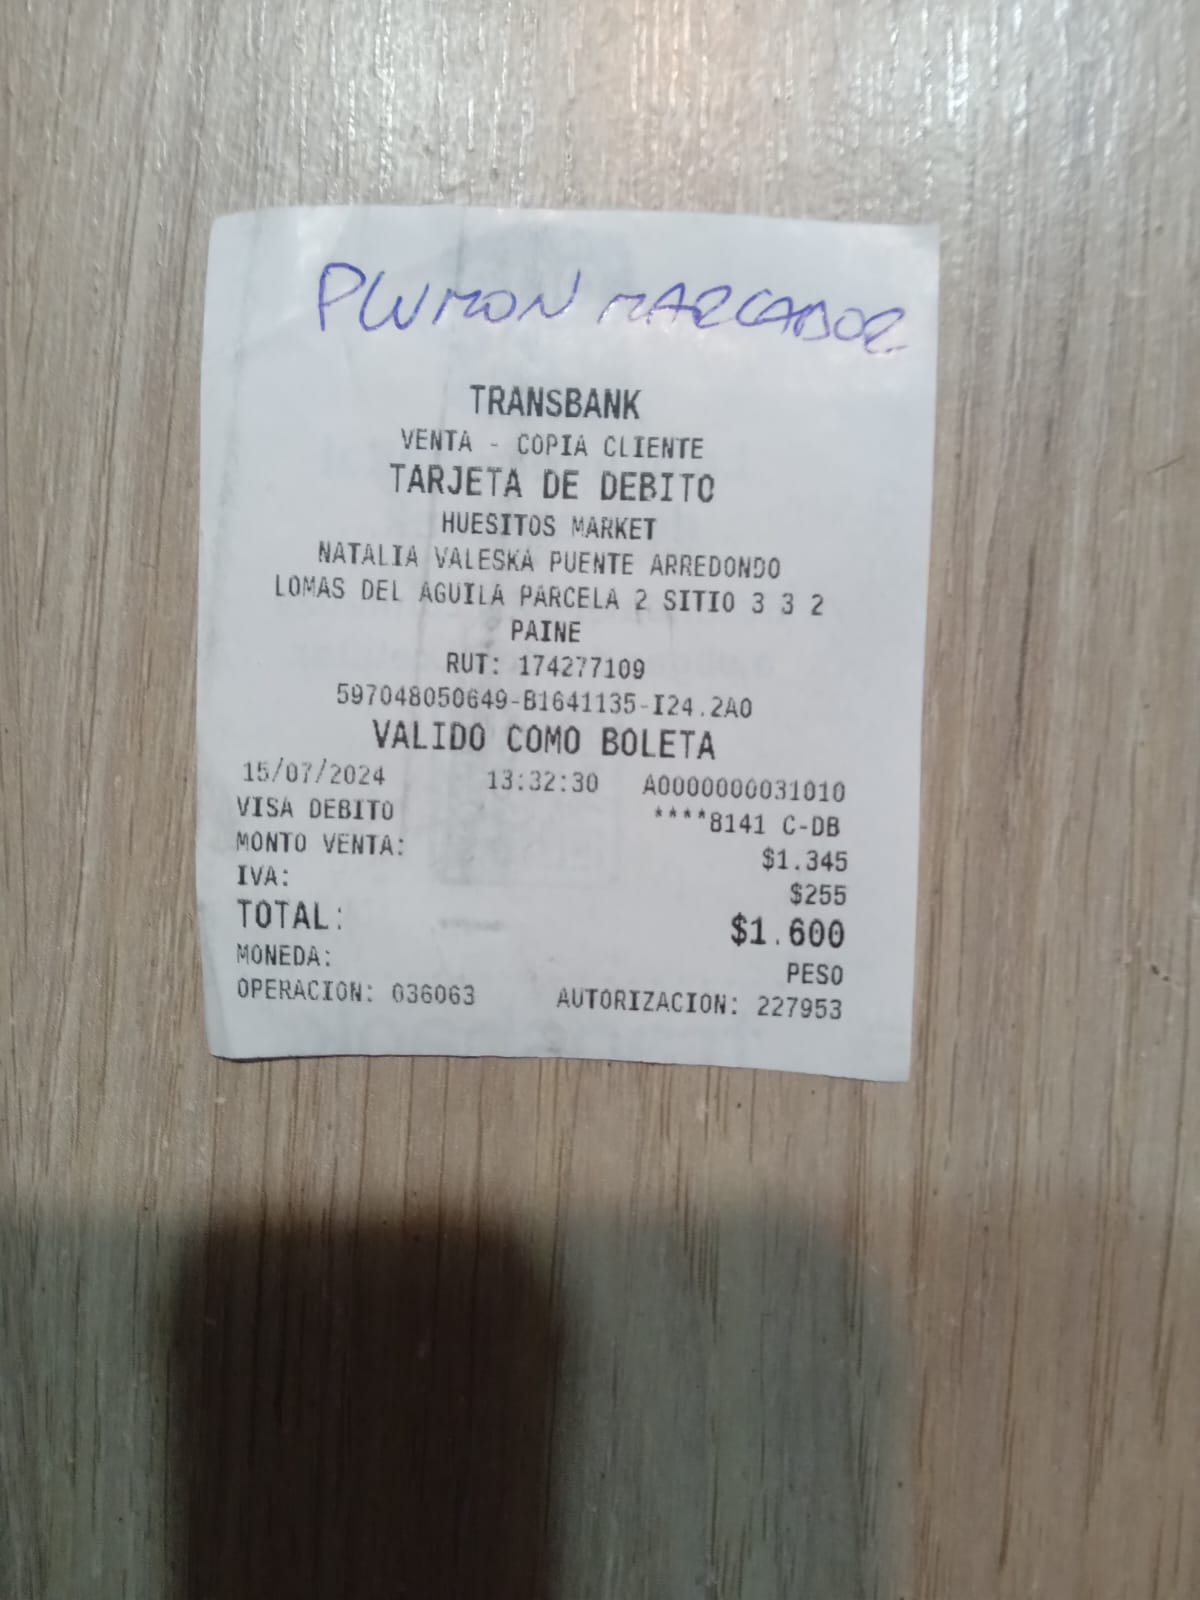 PLUMON MARCADOR
TRANSBANK
VENTA - COPIA CLIENTE
TARJETA DE DEBITO
HUESITOS MARKET
NATALIA VALESKA PUENTE ARREDONDO
LOMAS DEL AGUILA PARCELA 2 SITIO 3 3 2
PAINE
RUT: 174277109
597048050649-B1641135-I24.2A0
VALIDO COMO BOLETA
15/07/2024 13:32:30 A0000000031010
VISA DEBITO ****8141 C-DB
MONTO VENTA: $1.345
IVA: $255
TOTAL: $1.600
MONEDA: PESO
OPERACION: 036063 AUTORIZACION: 227953